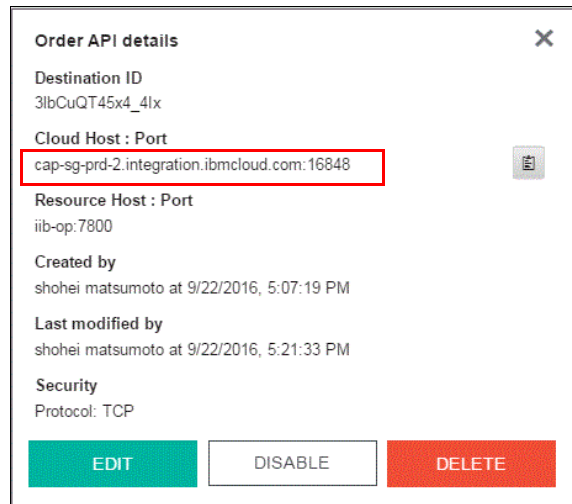 Order API details
Destination ID
3IbCuQT45x4_4Ix
Cloud Host : Port
cap-sg-prd-2.integration.ibmcloud.com:16848
Resource Host : Port
iib-op:7800
Created by
shohei matsumoto at 9/22/2016, 5:07:19 PM
Last modified by
shohei matsumoto at 9/22/2016, 5:21:33 PM
Security
Protocol: TCP
EDIT
DISABLE
DELETE